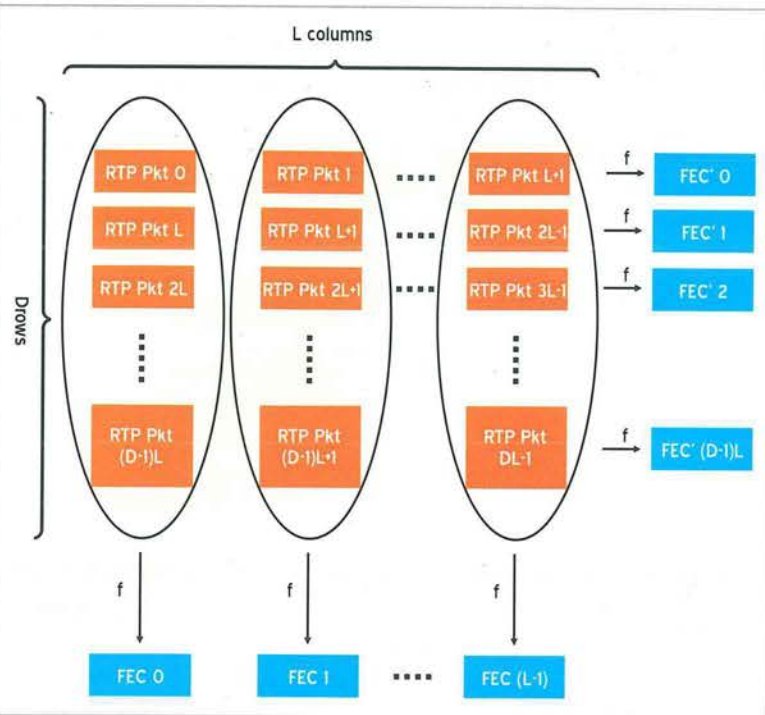 L columns
RTP Pkt 0
RTP Pkt 1
RTP Pkt L+1
f
FEC' 0
RTP Pkt L
RTP Pkt L+1
RTP Pkt 2L-1
f
FEC' 1
RTP Pkt 2L
RTP Pkt 2L+1
RTP Pkt 3L-1
f
FEC' 2
Drows
RTP Pkt
(D-1)L
RTP Pkt
(D-1)L+1
RTP Pkt
DL-1
f
FEC' (D-1)L
f
f
f
FEC 0
FEC 1
FEC (L-1)